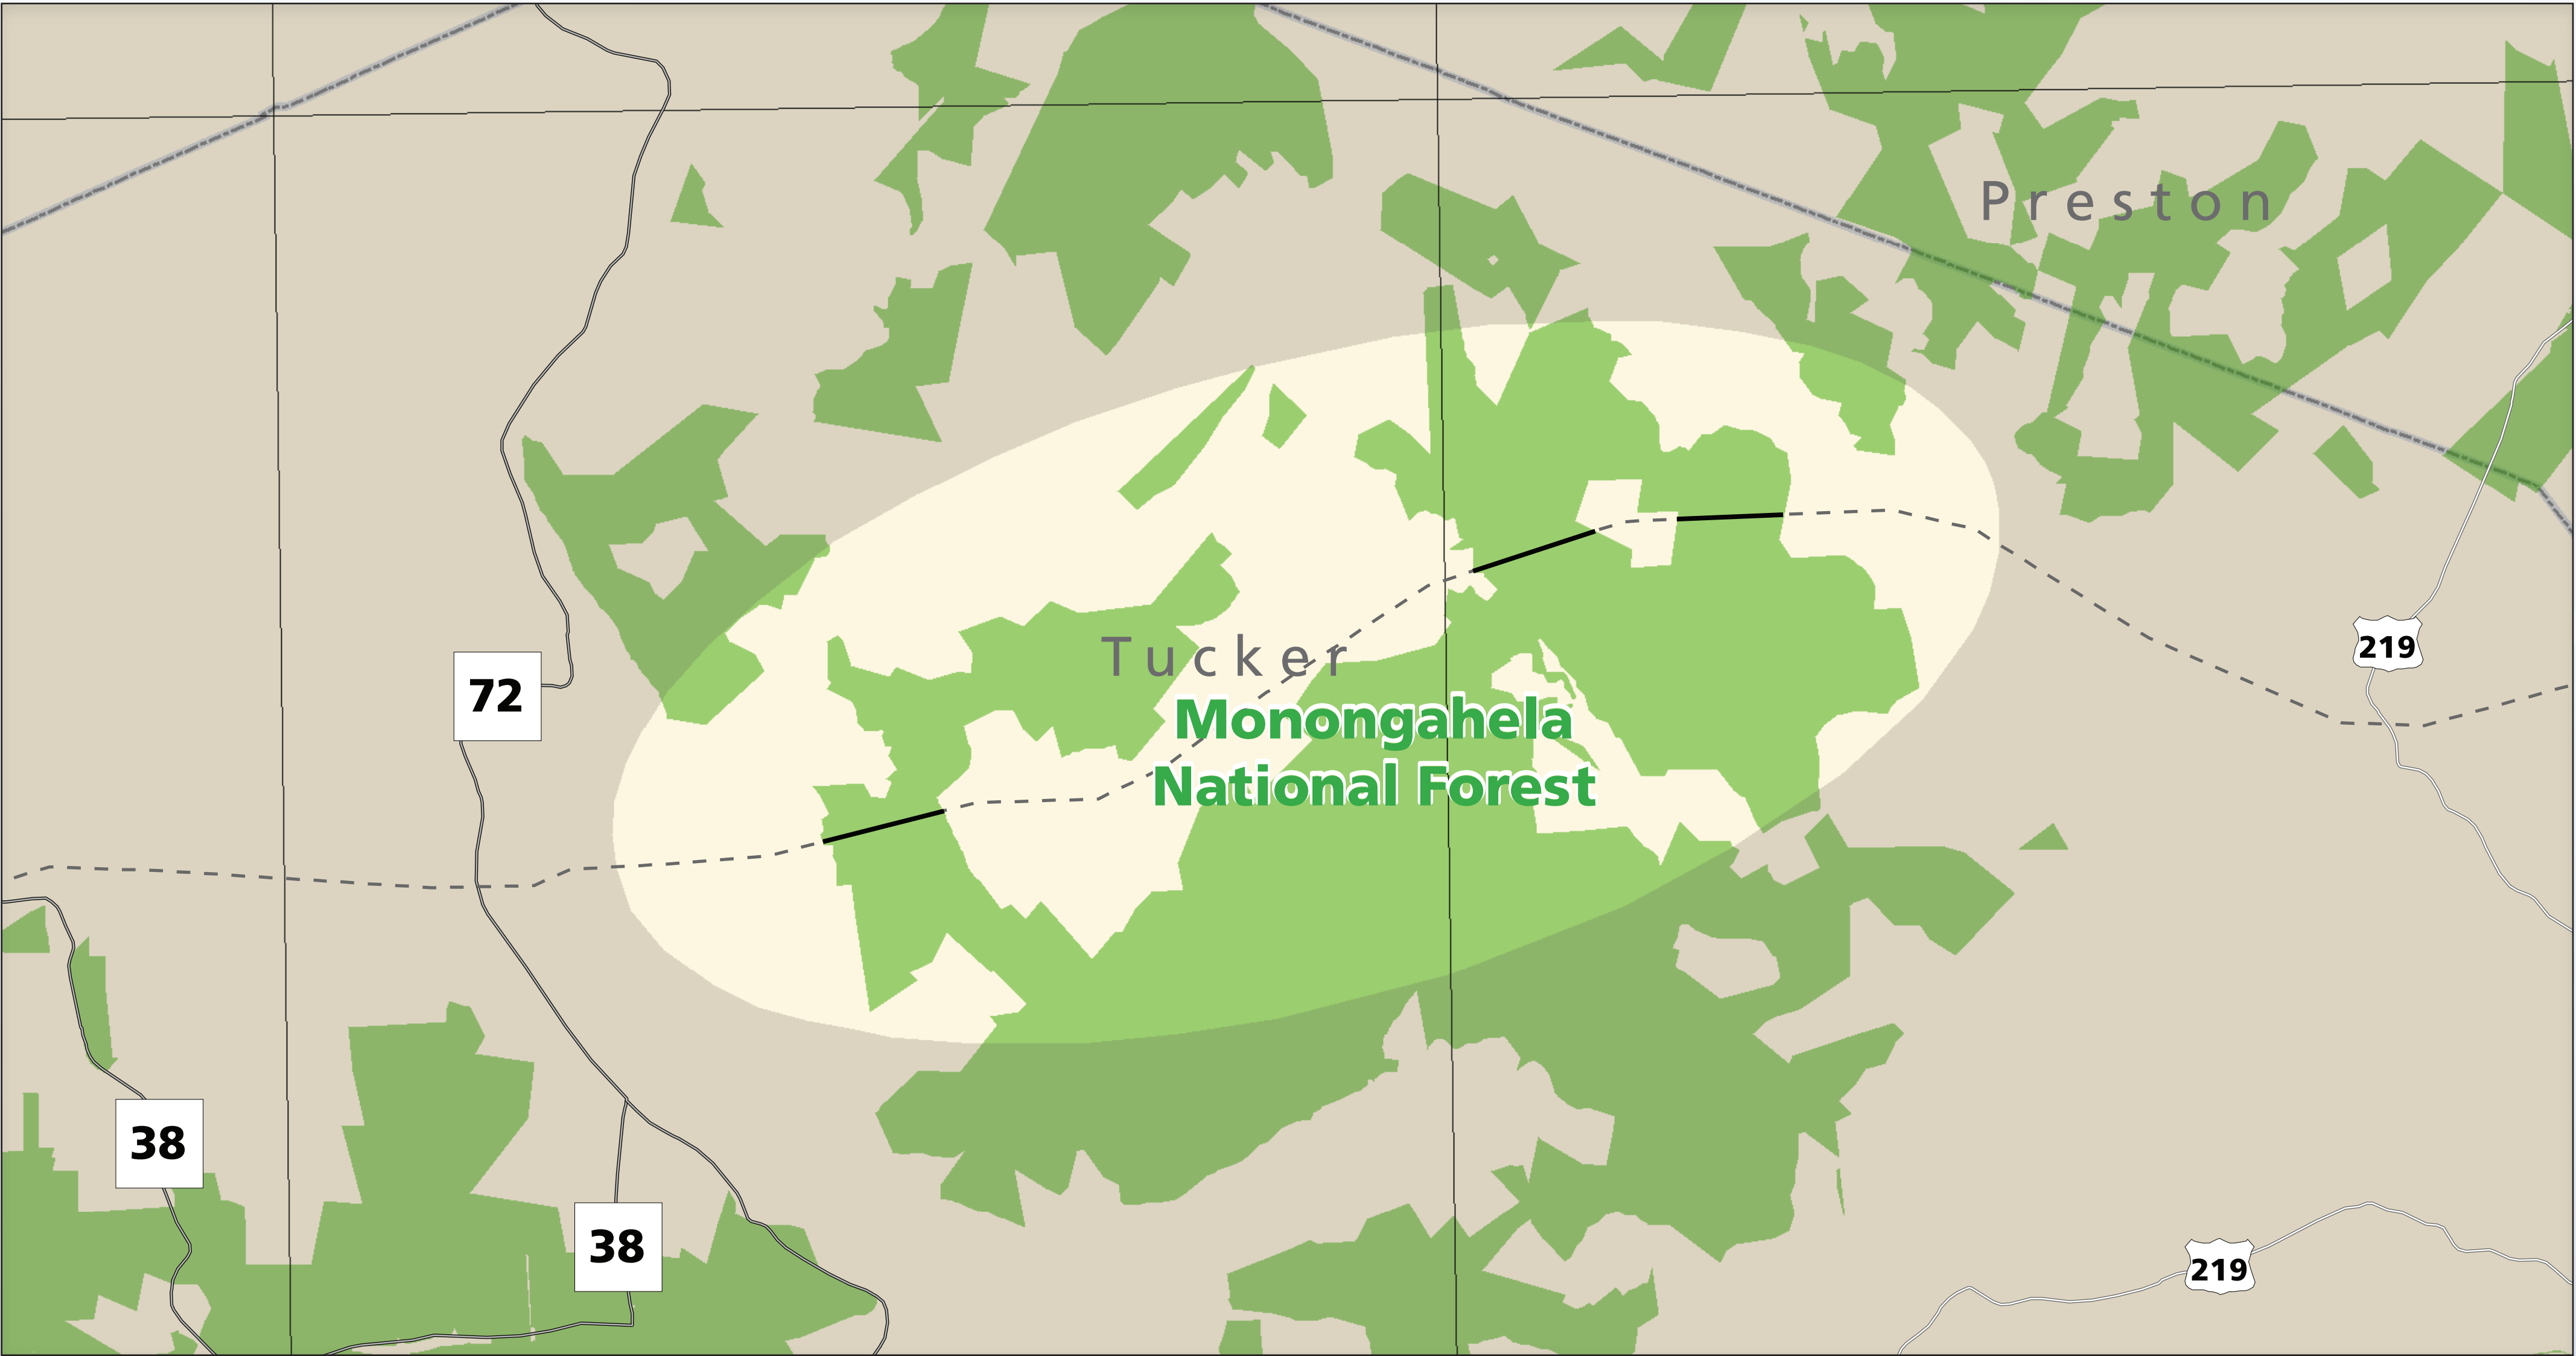 Preston
219
Tucker
72
Monongahela
National Forest
38
38
219